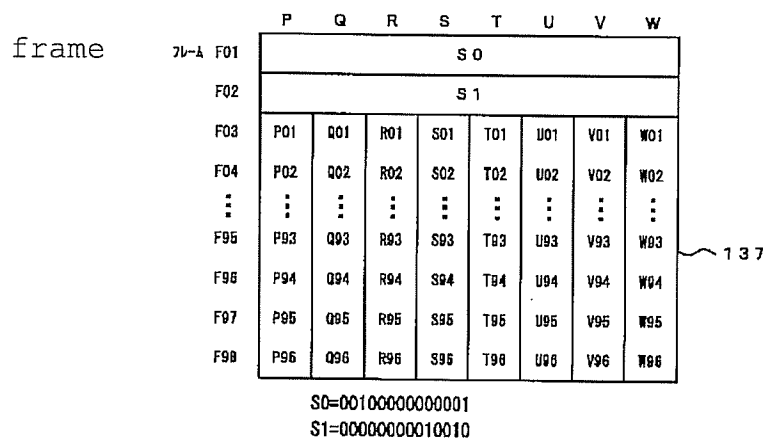 P Q R S T U V W
frame フレーム F01 S0
F02 S1
F03 P01 Q01 R01 S01 T01 U01 V01 W01
F04 P02 Q02 R02 S02 T02 U02 V02 W02
⋮ ⋮ ⋮ ⋮ ⋮ ⋮ ⋮ ⋮ ⋮
F95 P93 Q93 R93 S93 T93 U93 V93 W93
137
F96 P94 Q94 R94 S94 T94 U94 V94 W94
F97 P95 Q95 R95 S95 T95 U95 V95 W95
F98 P96 Q96 R96 S96 T96 U96 V96 W96
S0=00100000000001
S1=00000000010010